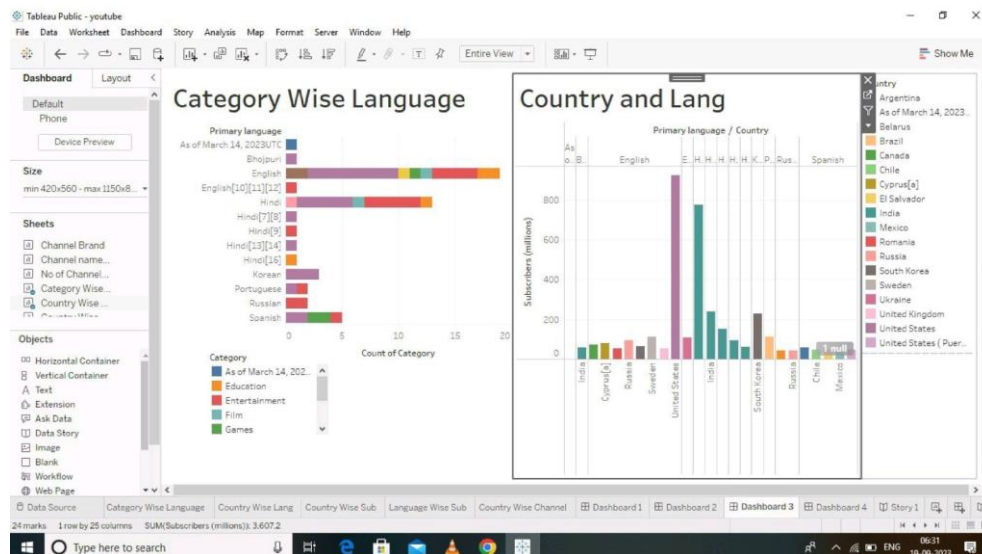 Tableau Public - youtube
File Data Worksheet Dashboard Story Analysis Map Format Server Window Help
Entire View
Show Me
Dashboard Layout
Default
Phone
Device Preview
Size
min 420x560 - max 1150x8...
Sheets
Channel Brand
Channel name...
No of Channel...
Category Wise...
Country Wise ...
Objects
Horizontal Container
Vertical Container
Text
Extension
Ask Data
Data Story
Image
Blank
Workflow
Web Page
Category Wise Language
Primary language
As of March 14, 2023UTC
Bhojpuri
English
English[10][11][12]
Hindi
Hindi[7][8]
Hindi[9]
Hindi[13][14]
Hindi[15]
Korean
Portuguese
Russian
Spanish
0 5 10 15 20
Count of Category
Category
As of March 14, 202..
Education
Entertainment
Film
Games
Country and Lang
Primary language / Country
As
o.. B.. English E.. H.. H.. H.. H.. H.. K.. P.. Rus.. Spanish
Subscribers (millions)
800
600
400
200
0
1 null
India
Cyprus[a]
Russia
Sweden
United States
India
South Korea
Russia
Chile
Mexico
untry
Argentina
As of March 14, 2023..
Belarus
Brazil
Canada
Chile
Cyprus[a]
El Salvador
India
Mexico
Romania
Russia
South Korea
Sweden
Ukraine
United Kingdom
United States
United States ( Puer..
Data Source Category Wise Language Country Wise Lang Country Wise Sub Language Wise Sub Country Wise Channel Dashboard 1 Dashboard 2 Dashboard 3 Dashboard 4 Story 1
24 marks 1 row by 25 columns SUM(Subscribers (millions)): 3,607.2
Type here to search
ENG
06:31
19-09-2023